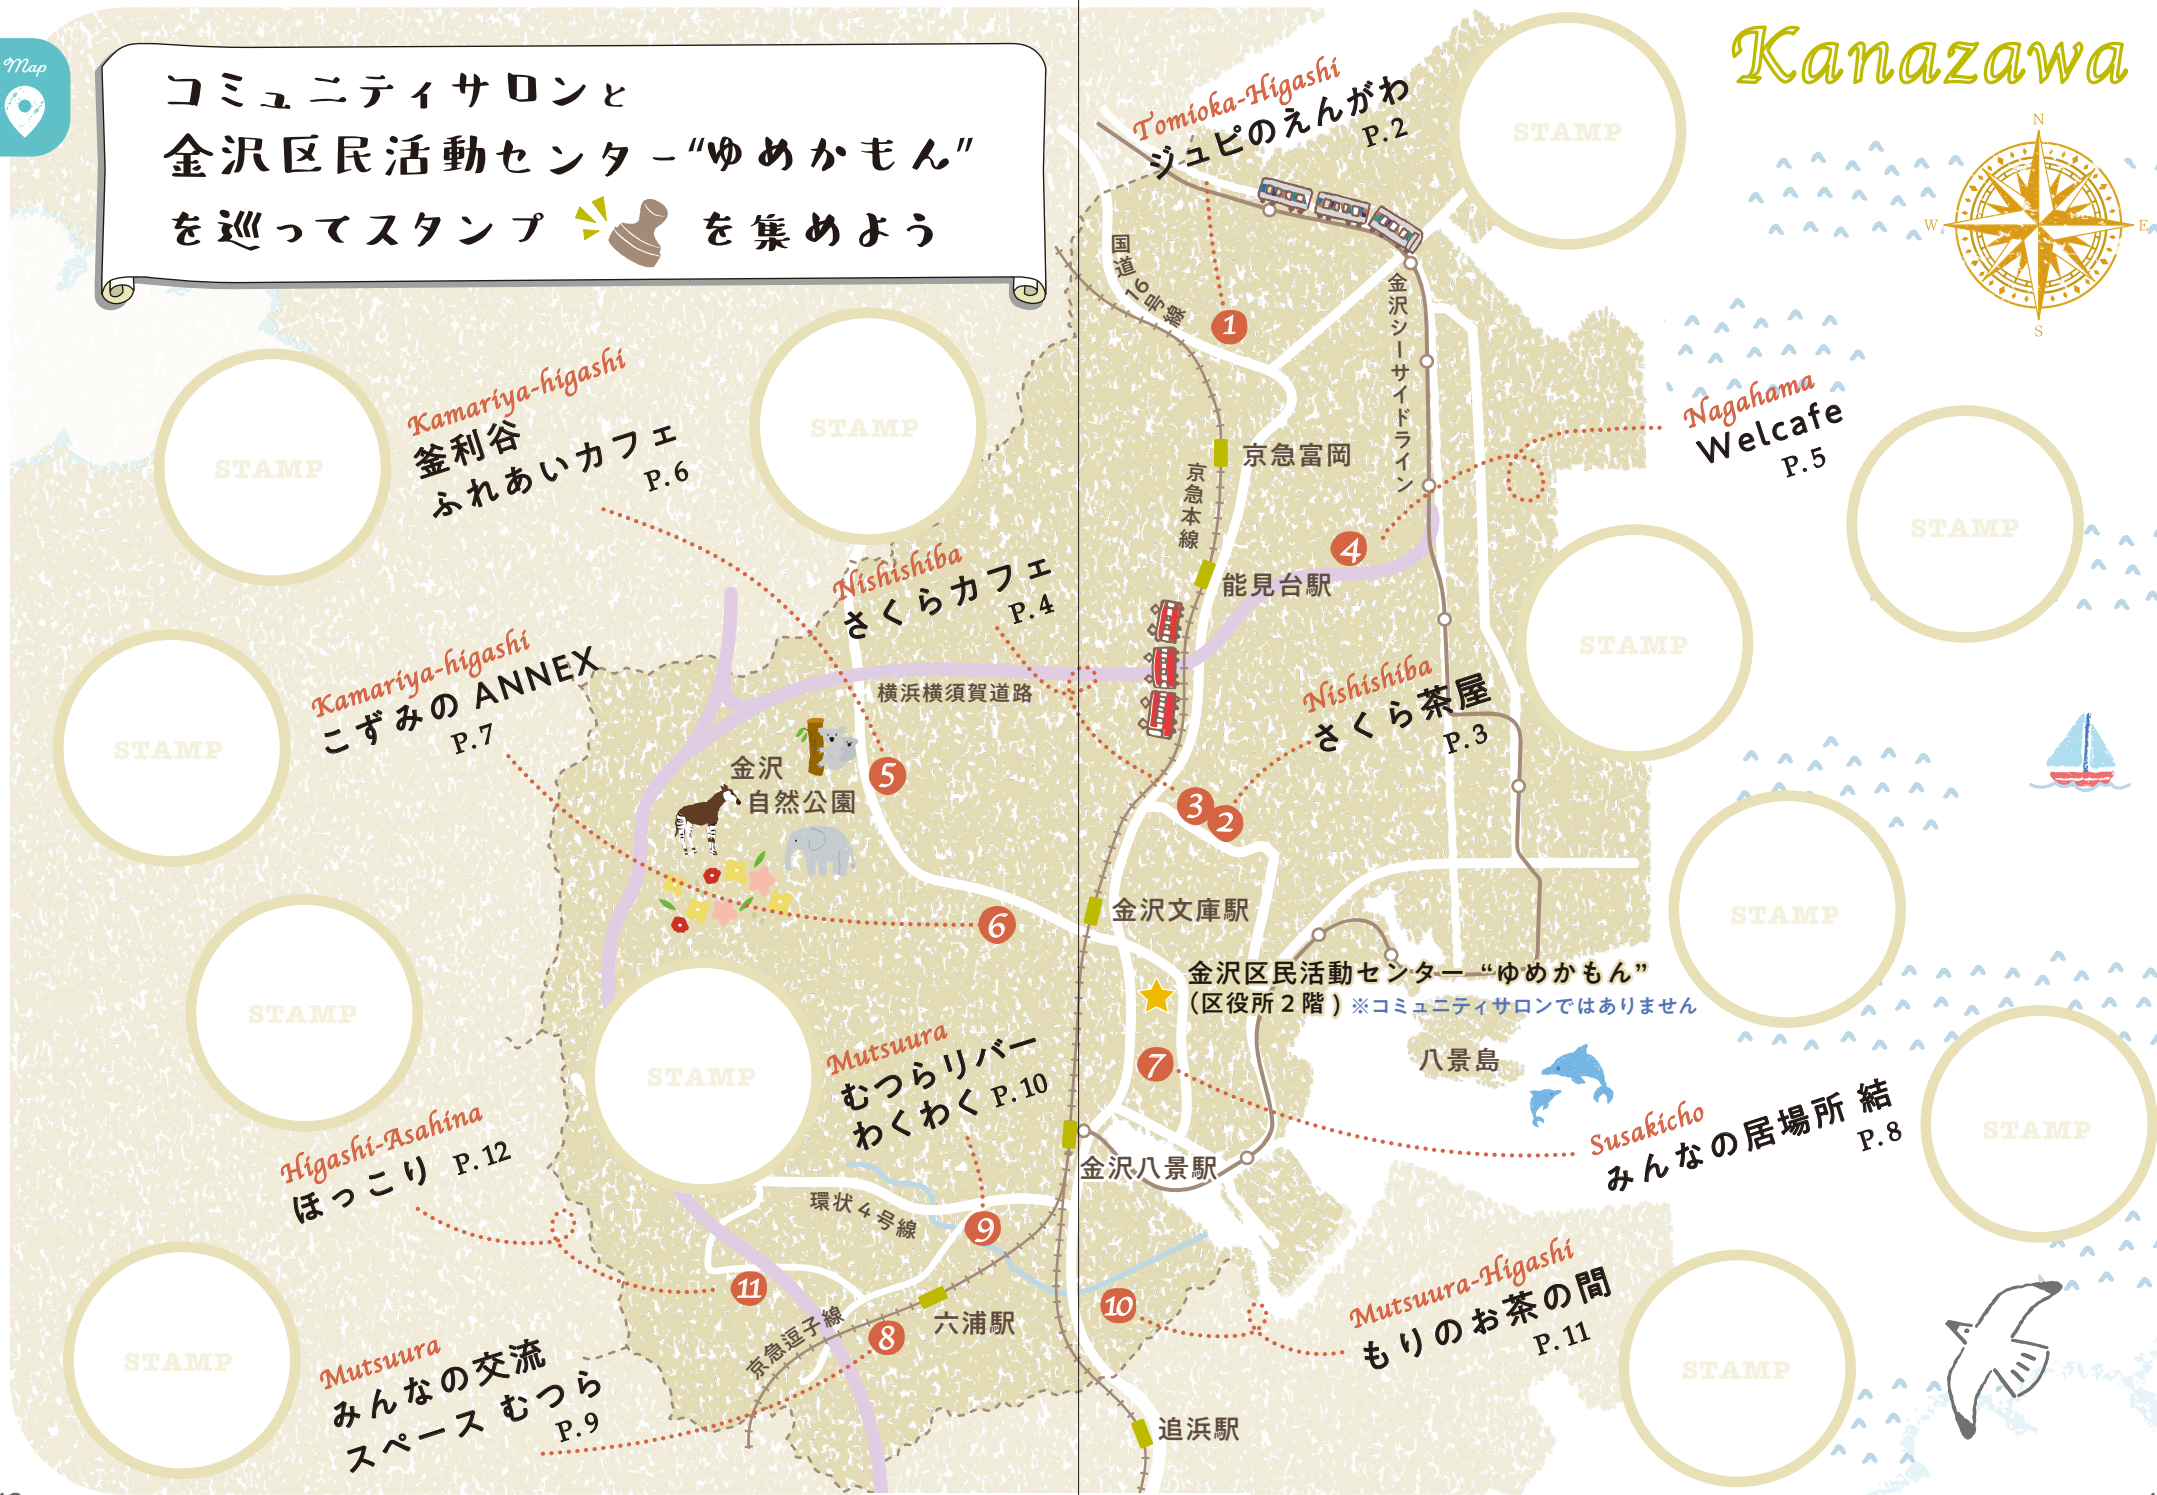 Map
コミュニティサロンと
金沢区民活動センター“ゆめかもん”
を巡ってスタンプ を集めよう
Kanazawa
N
W
E
S
Tomioka-Higashi
ジュピのえんがわ
P.2
STAMP
国道16号線
金沢シーサイドライン
1
Kamariya-higashi
釜利谷
ふれあいカフェ
P.6
STAMP
STAMP
Nagahama
Welcafe
P.5
STAMP
京急富岡
京急本線
4
能見台駅
Nishishiba
さくらカフェ
P.4
STAMP
Kamariya-higashi
こずみの ANNEX
P.7
STAMP
横浜横須賀道路
Nishishiba
さくら茶屋
P.3
金沢
自然公園
5
3
2
6
金沢文庫駅
STAMP
STAMP
金沢区民活動センター “ゆめかもん”
(区役所2階) ※コミュニティサロンではありません
八景島
7
Mutsuura
むつらリバー
わくわく P.10
STAMP
Higashi-Asahina
ほっこり P.12
Susakicho
みんなの居場所 結
P.8
STAMP
金沢八景駅
環状4号線
9
11
10
Mutsuura-Higashi
もりのお茶の間
P.11
STAMP
六浦駅
京急逗子線
8
Mutsuura
みんなの交流
スペース むつら
P.9
STAMP
追浜駅